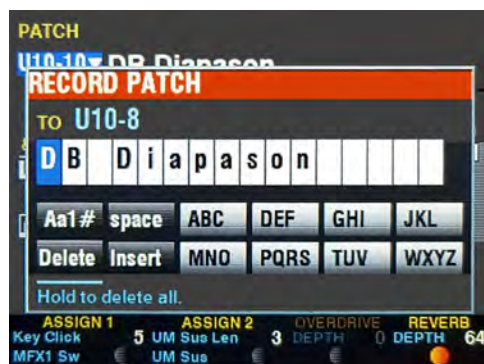 PATCH
U10-10▼ DB Diapason
RECORD PATCH
TO U10-8
DB Diapason
Aa1# space ABC DEF GHI JKL
Delete Insert MNO PQRS TUV WXYZ
Hold to delete all.
ASSIGN 1 ASSIGN 2 OVERDRIVE REVERB
Key Click 5 UM Sus Len 3 DEPTH 0 DEPTH 64
MFX1 Sw UM Sus